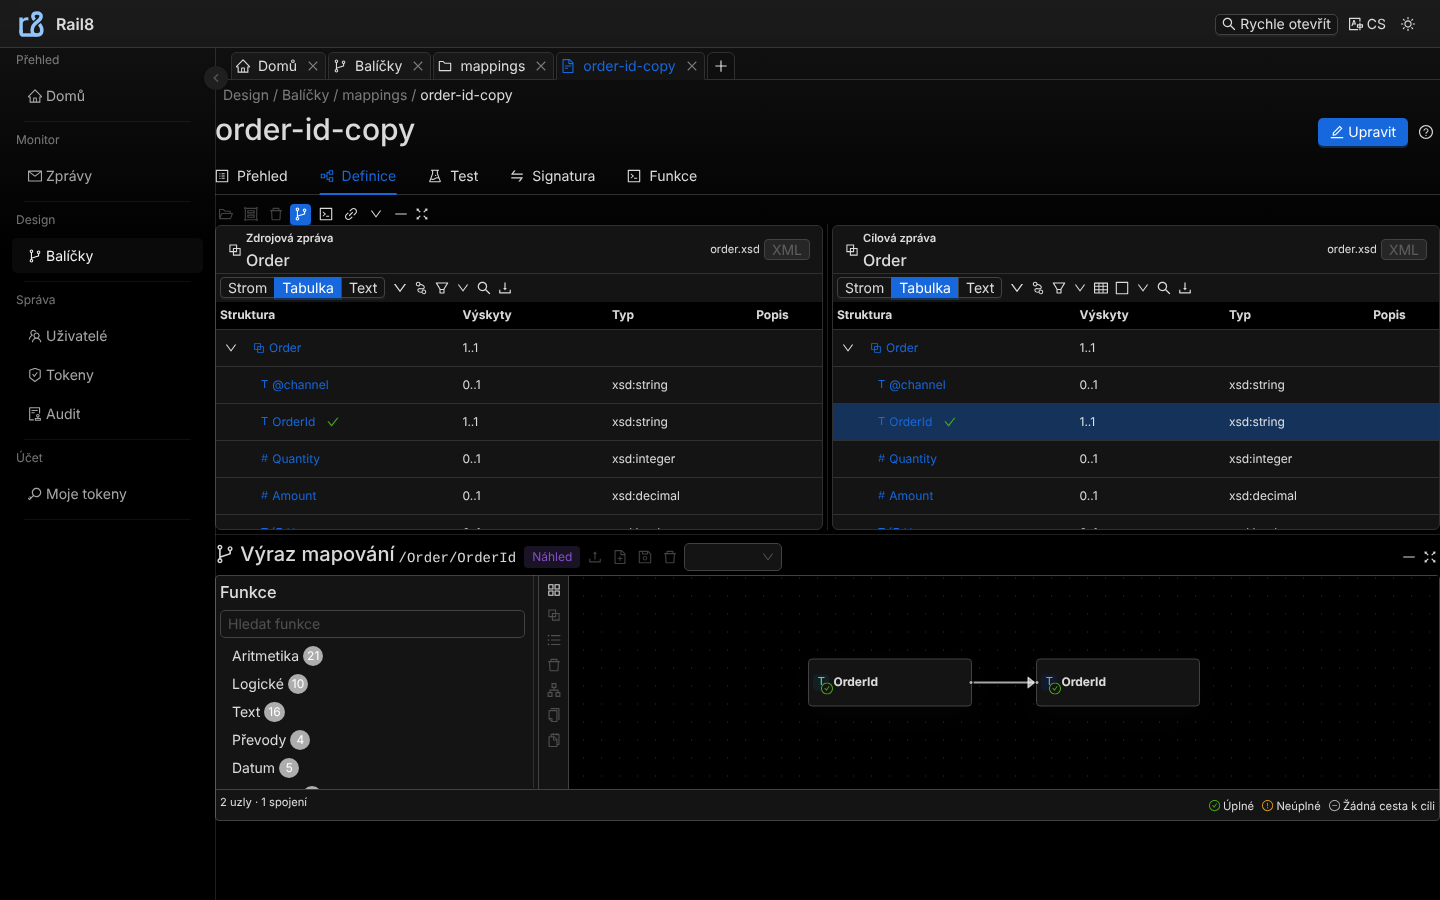 Rail8
Rychle otevřít
CS
Přehled
Domů
Monitor
Zprávy
Design
Balíčky
Správa
Uživatelé
Tokeny
Audit
Účet
Moje tokeny
Domů
Balíčky
mappings
order-id-copy
Design / Balíčky / mappings / order-id-copy
order-id-copy
Upravit
Přehled
Definice
Test
Signatura
Funkce
Zdrojová zpráva
Order
order.xsd
XML
Strom
Tabulka
Text
Struktura Výskyty Typ Popis
Order 1..1
T @channel 0..1 xsd:string
T OrderId 1..1 xsd:string
# Quantity 0..1 xsd:integer
# Amount 0..1 xsd:decimal
Cílová zpráva
Order
order.xsd
XML
Strom
Tabulka
Text
Struktura Výskyty Typ Popis
Order 1..1
T @channel 0..1 xsd:string
T OrderId 1..1 xsd:string
# Quantity 0..1 xsd:integer
# Amount 0..1 xsd:decimal
Výraz mapování /Order/OrderId Náhled
Funkce
Hledat funkce
Aritmetika 21
Logické 10
Text 16
Převody 4
Datum 5
T OrderId
T OrderId
2 uzly · 1 spojení
Úplné
Neúplné
Žádná cesta k cíli